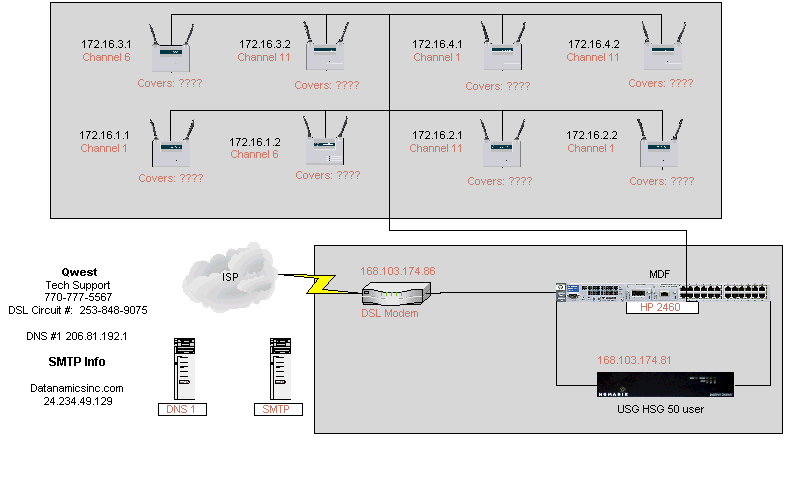 172.16.3.1
Channel 6
Covers: ????
172.16.3.2
Channel 11
Covers: ????
172.16.4.1
Channel 1
Covers: ????
172.16.4.2
Channel 11
Covers: ????
172.16.1.1
Channel 1
Covers: ????
172.16.1.2
Channel 6
Covers: ????
172.16.2.1
Channel 11
Covers: ????
172.16.2.2
Channel 1
Covers: ????
Qwest
Tech Support
770-777-5567
DSL Circuit #: 253-848-9075
DNS #1 206.81.192.1
SMTP Info
Datanamicsinc.com
24.234.49.129
ISP
DNS 1
SMTP
168.103.174.86
DSL Modem
MDF
HP 2460
168.103.174.81
NOMADIX
USG HSG 50 user